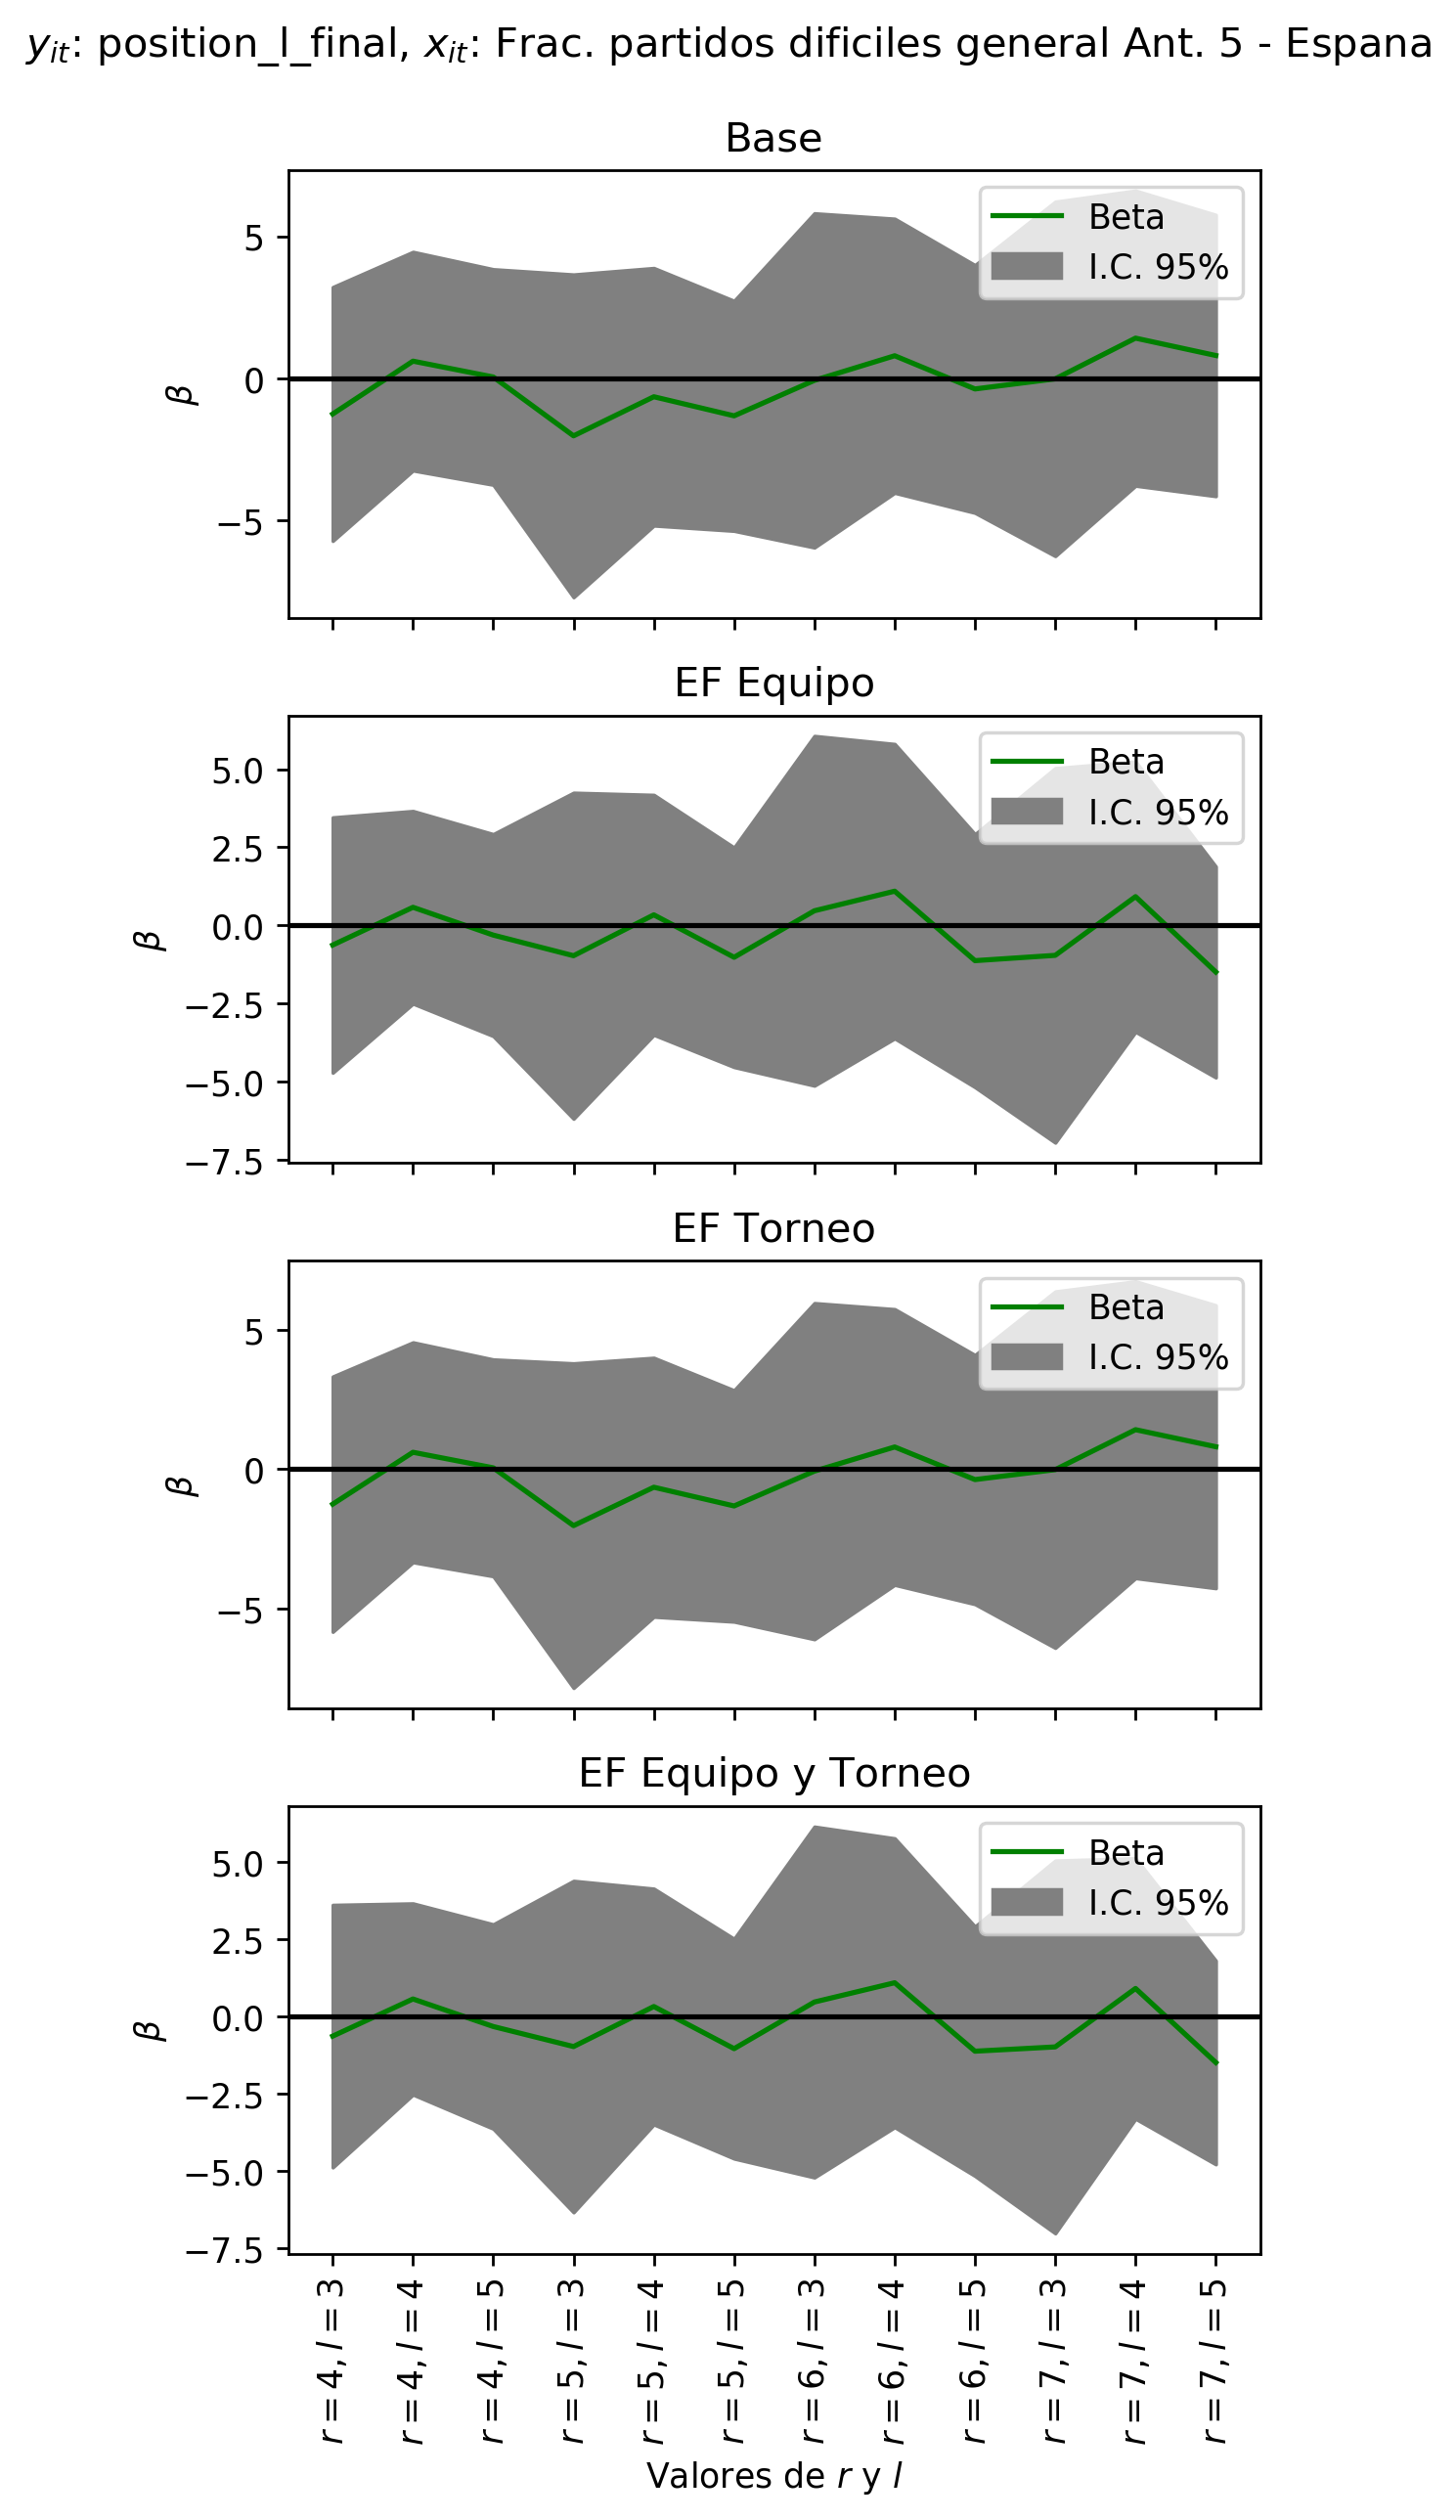 y_it: position_l_final, x_it: Frac. partidos dificiles general Ant. 5 - Espana
Base
Beta
I.C. 95%
5
0
−5
β
EF Equipo
Beta
I.C. 95%
5.0
2.5
0.0
−2.5
−5.0
−7.5
β
EF Torneo
Beta
I.C. 95%
5
0
−5
β
EF Equipo y Torneo
Beta
I.C. 95%
5.0
2.5
0.0
−2.5
−5.0
−7.5
β
r = 4, l = 3
r = 4, l = 4
r = 4, l = 5
r = 5, l = 3
r = 5, l = 4
r = 5, l = 5
r = 6, l = 3
r = 6, l = 4
r = 6, l = 5
r = 7, l = 3
r = 7, l = 4
r = 7, l = 5
Valores de r y l